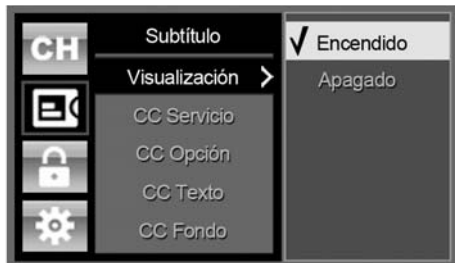 CH
Subtítulo
Visualización
CC Servicio
CC Opción
CC Texto
CC Fondo
Encendido
Apagado